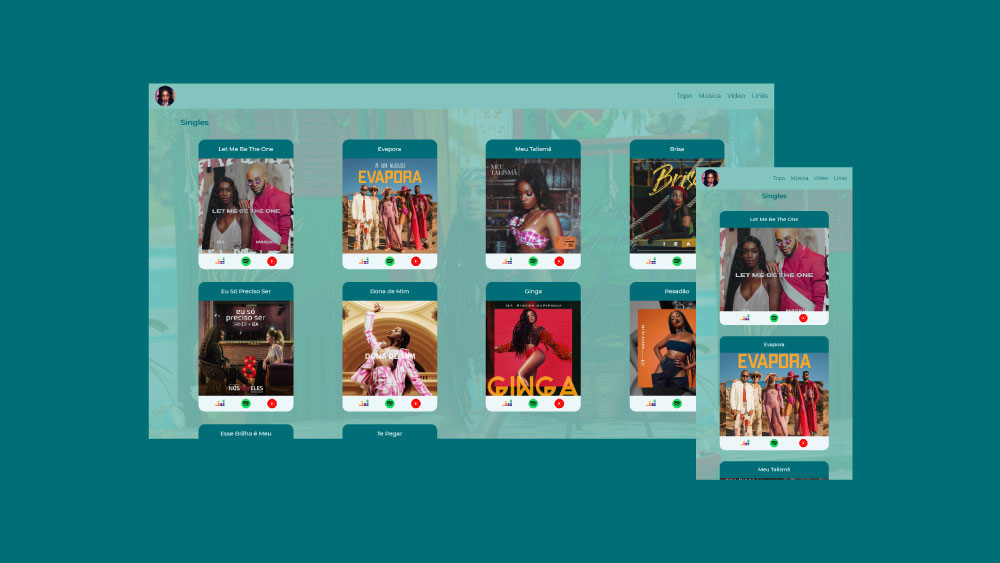 Topo Música Vídeo Links
Singles
Let Me Be The One
Evapora
Meu Talismã
Brisa
LET ME BE THE ONE
IZA
EVAPORA
MEU
TALISMÃ
Bris
I Z A
Eu Só Preciso Ser
Dona de Mim
Ginga
Pesadão
eu só
preciso ser
NÓS ELES
DONA DE MIM
GINGA
Esse Brilho é Meu
Te Pegar
Topo Música Vídeo Links
Singles
Let Me Be The One
LET ME BE THE ONE
Evapora
EVAPORA
Meu Talismã